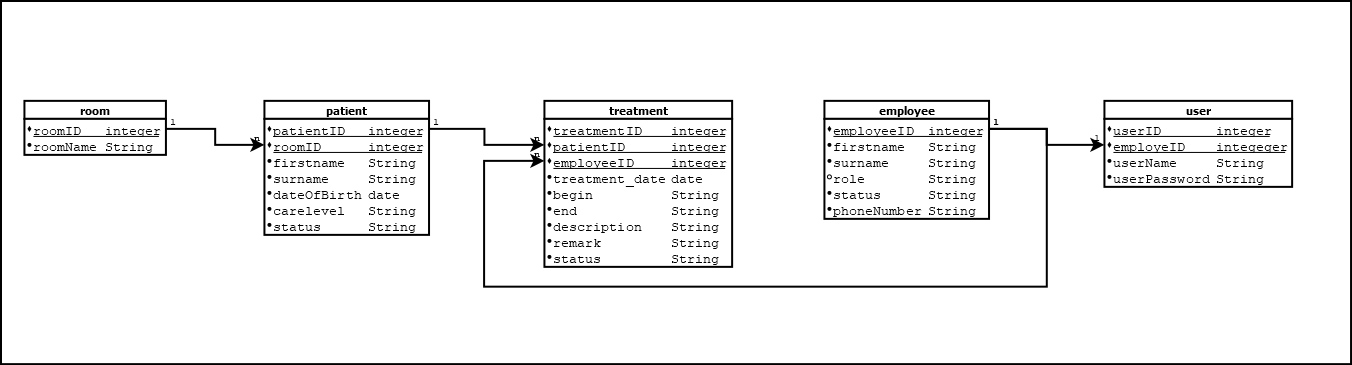 room
roomID integer
roomName String
1
n
patient
patientID integer
roomID integer
firstname String
surname String
dateOfBirth date
carelevel String
status String
1
n
n
treatment
treatmentID integer
patientID integer
employeeID integer
treatment_date date
begin String
end String
description String
remark String
status String
employee
employeeID integer
firstname String
surname String
role String
status String
phoneNumber String
1
1
user
userID integer
employeID integeger
userName String
userPassword String